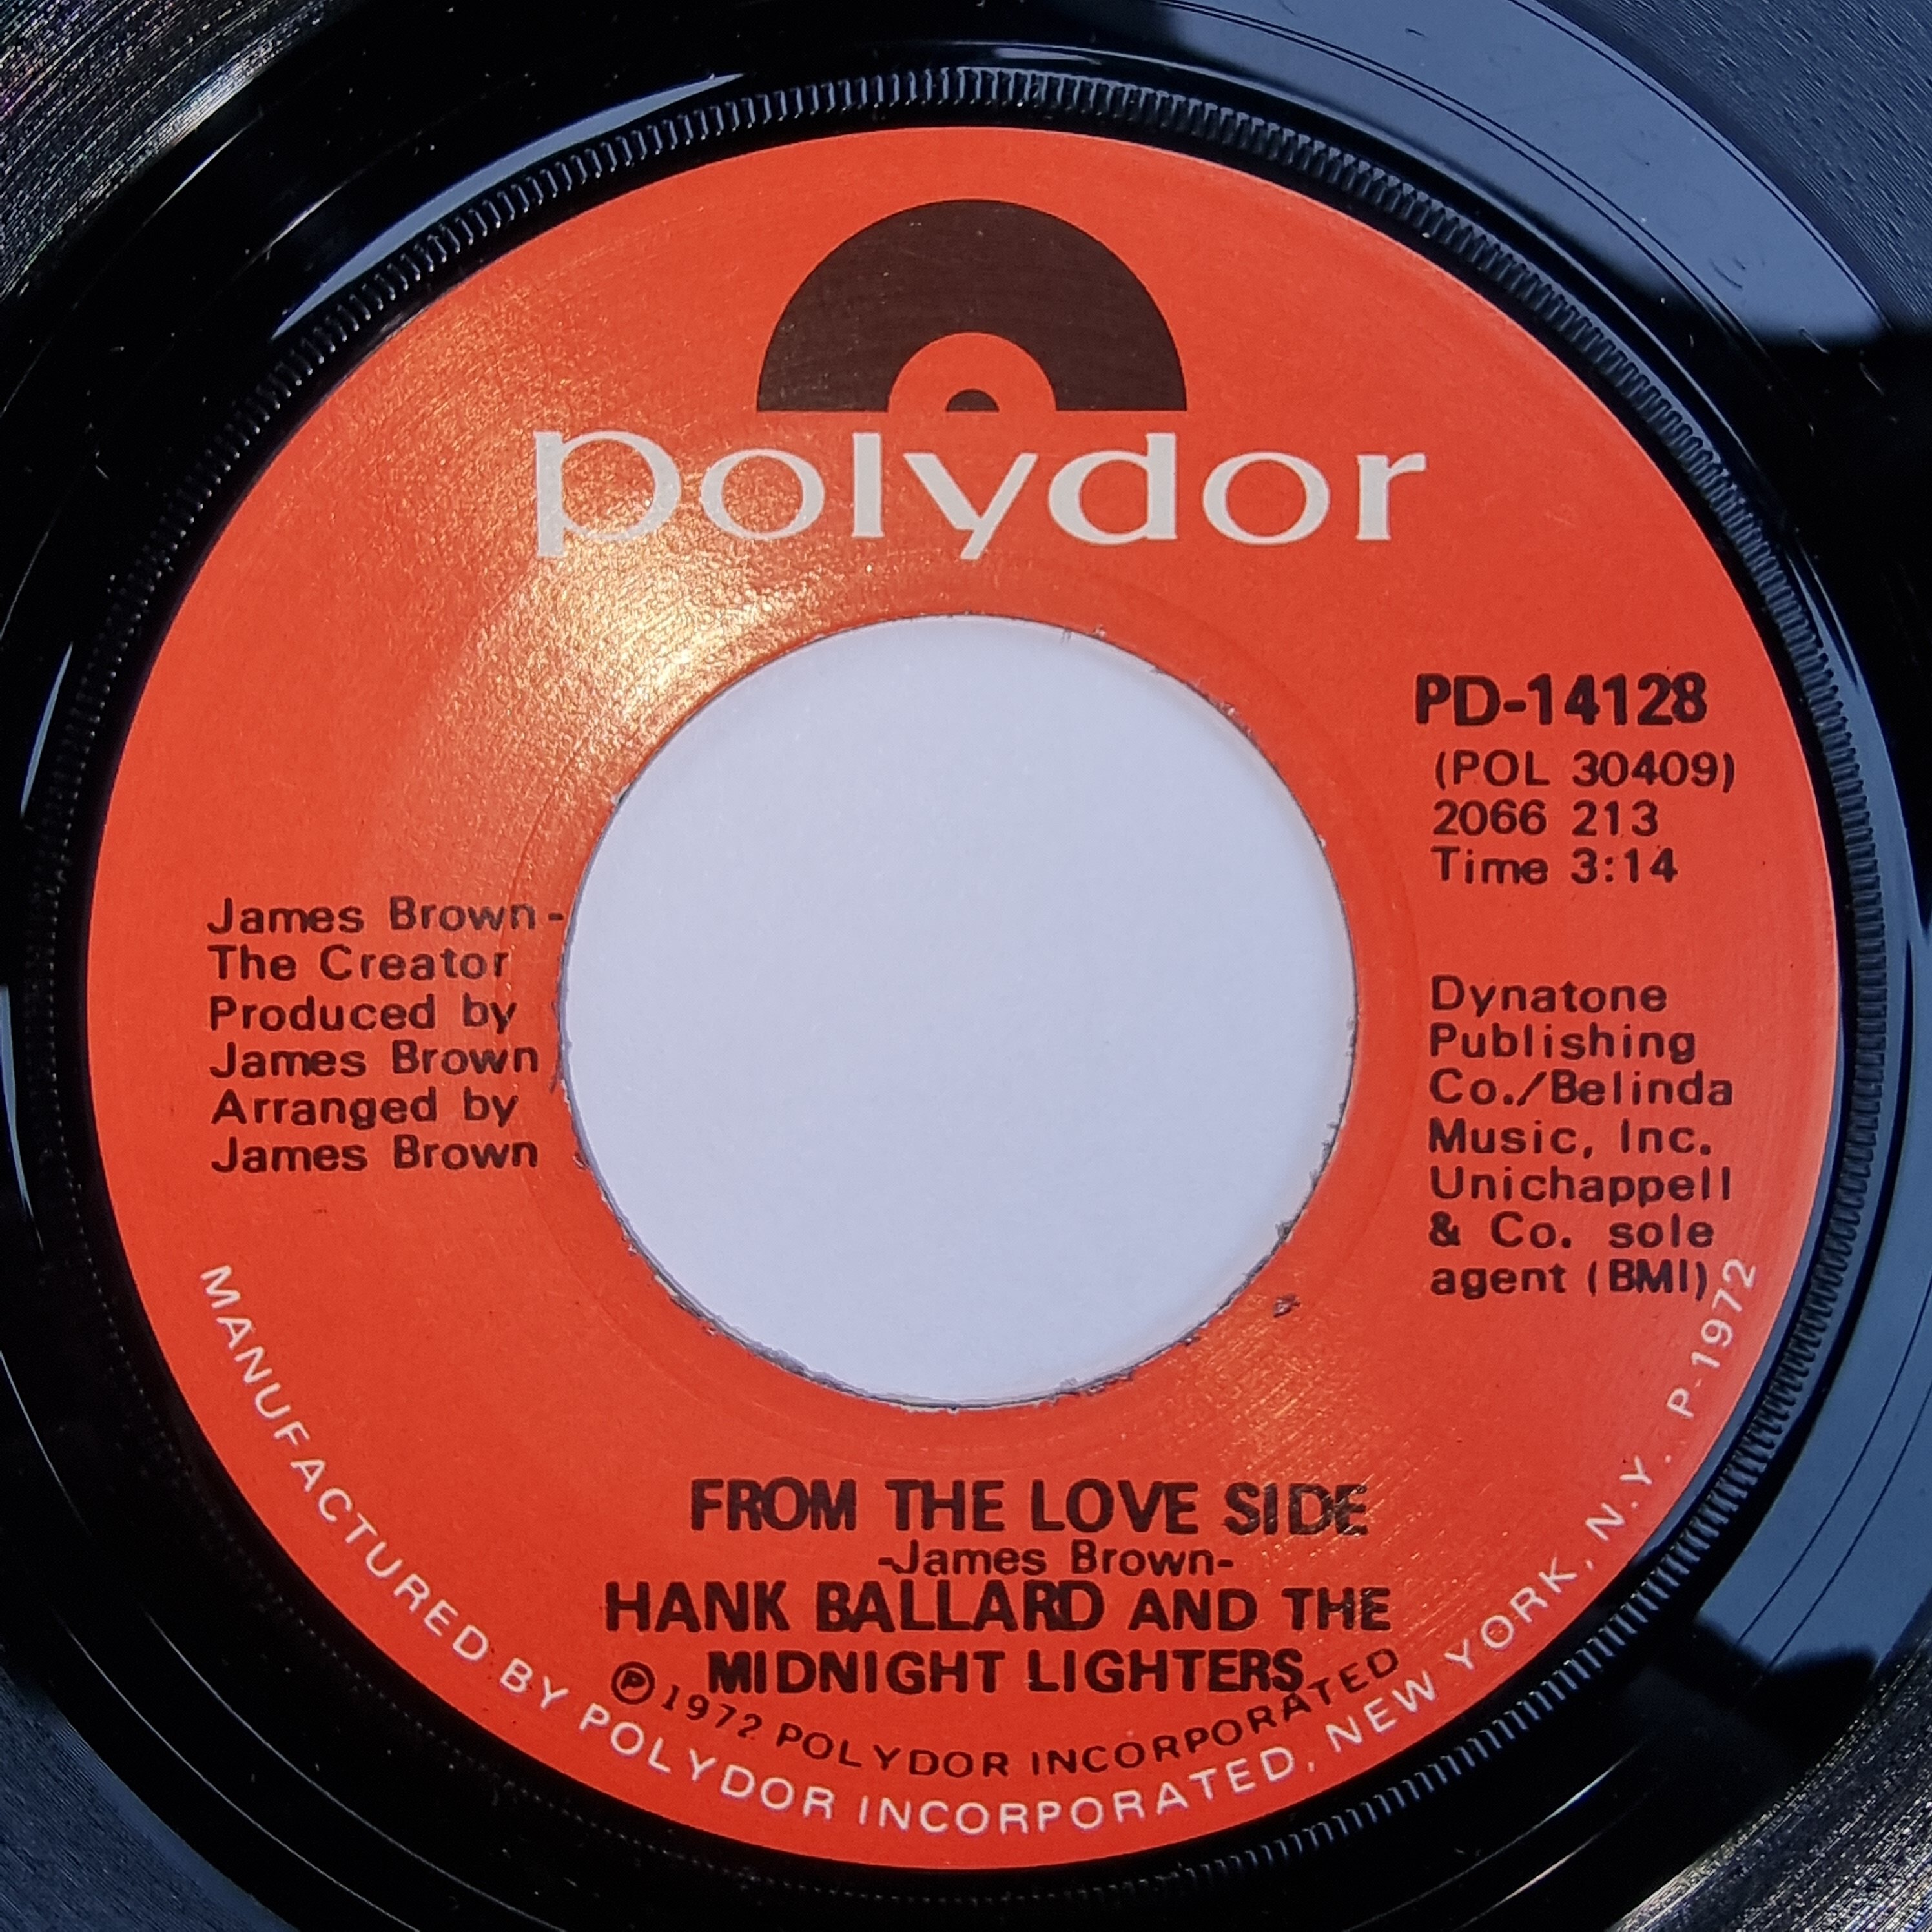 polydor
PD-14128
(POL 30409)
2066 213
Time 3:14
James Brown-
The Creator
Produced by
James Brown
Arranged by
James Brown
Dynatone
Publishing
Co./Belinda
Music, Inc.
Unichappell
& Co. sole
agent (BMI)
FROM THE LOVE SIDE
-James Brown-
HANK BALLARD AND THE
MIDNIGHT LIGHTERS
℗ 1972 POLYDOR INCORPORATED
MANUFACTURED BY POLYDOR INCORPORATED, NEW YORK, N.Y. P-1972